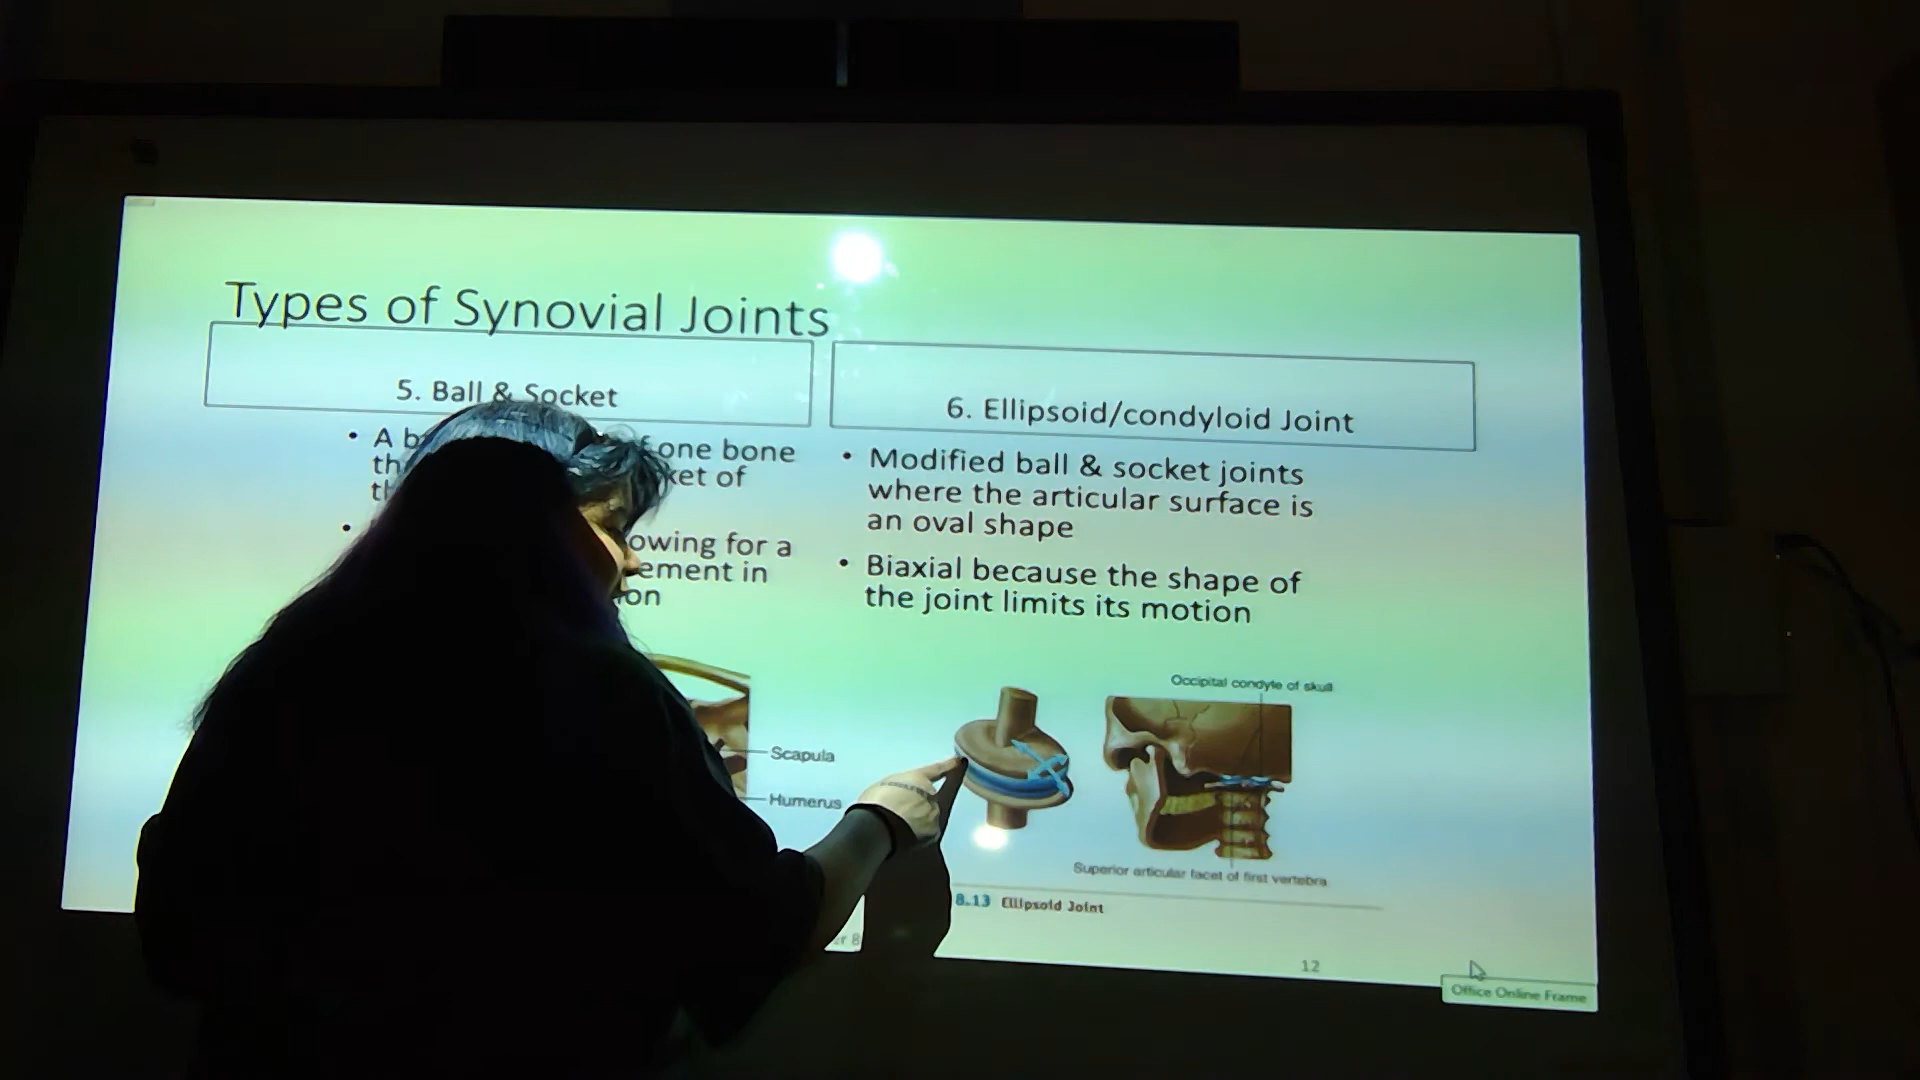 Types of Synovial Joints
5. Ball & Socket
• A b one bone
th ket of
• owing for a
ement in
on
Scapula
Humerus
6. Ellipsoid/condyloid Joint
• Modified ball & socket joints
where the articular surface is
an oval shape
• Biaxial because the shape of
the joint limits its motion
Occipital condyle of skull
Superior articular facet of first vertebra
8.13 Ellipsoid Joint
r 8
12
Office Online Frame